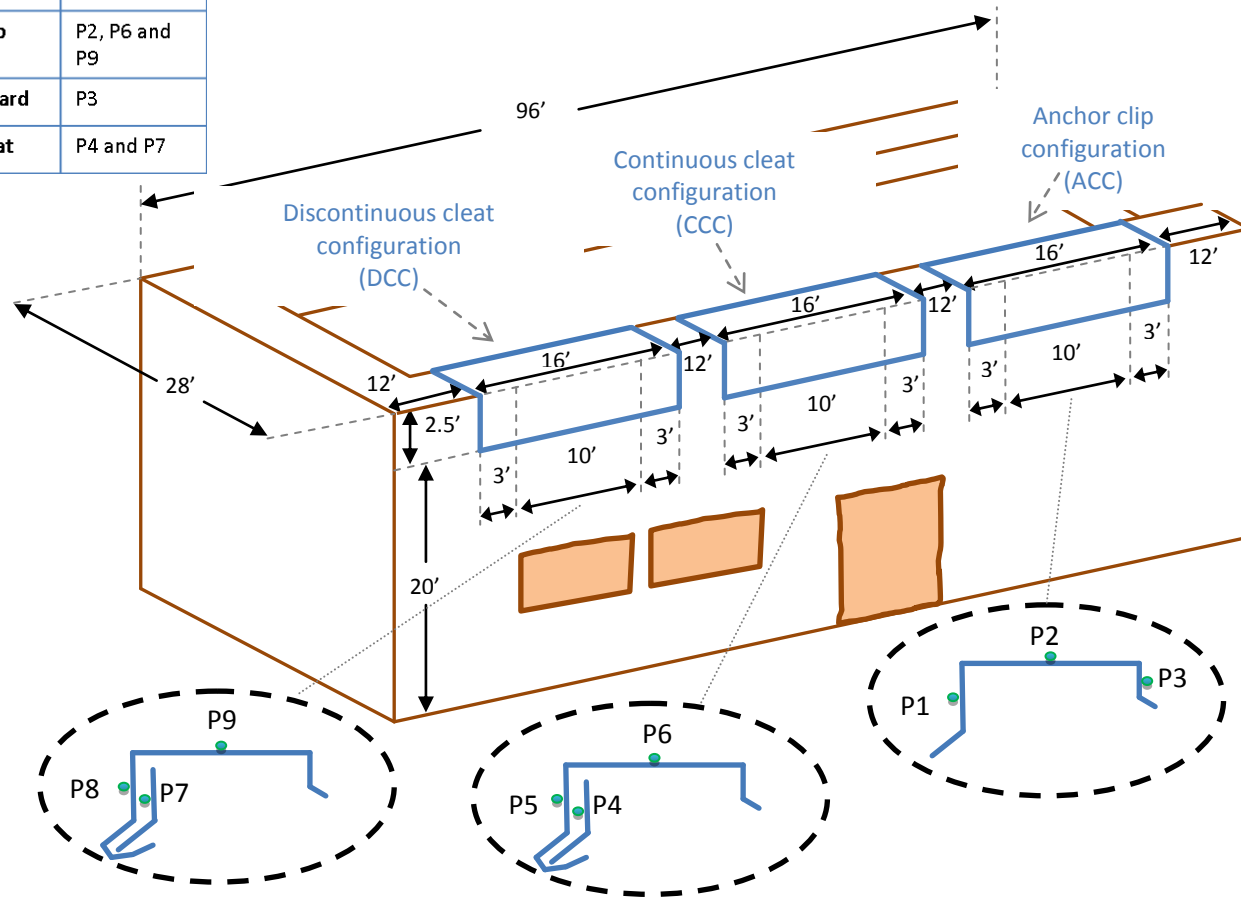 P2, P6 and
P9
P3
P4 and P7
96’
Anchor clip
configuration
(ACC)
Continuous cleat
configuration
(CCC)
Discontinuous cleat
configuration
(DCC)
28’
12’
2.5’
20’
16’
12’
16’
12’
16’
12’
3’
10’
3’
3’
10’
3’
3’
10’
3’
P9
P8
P7
P6
P5
P4
P2
P1
P3